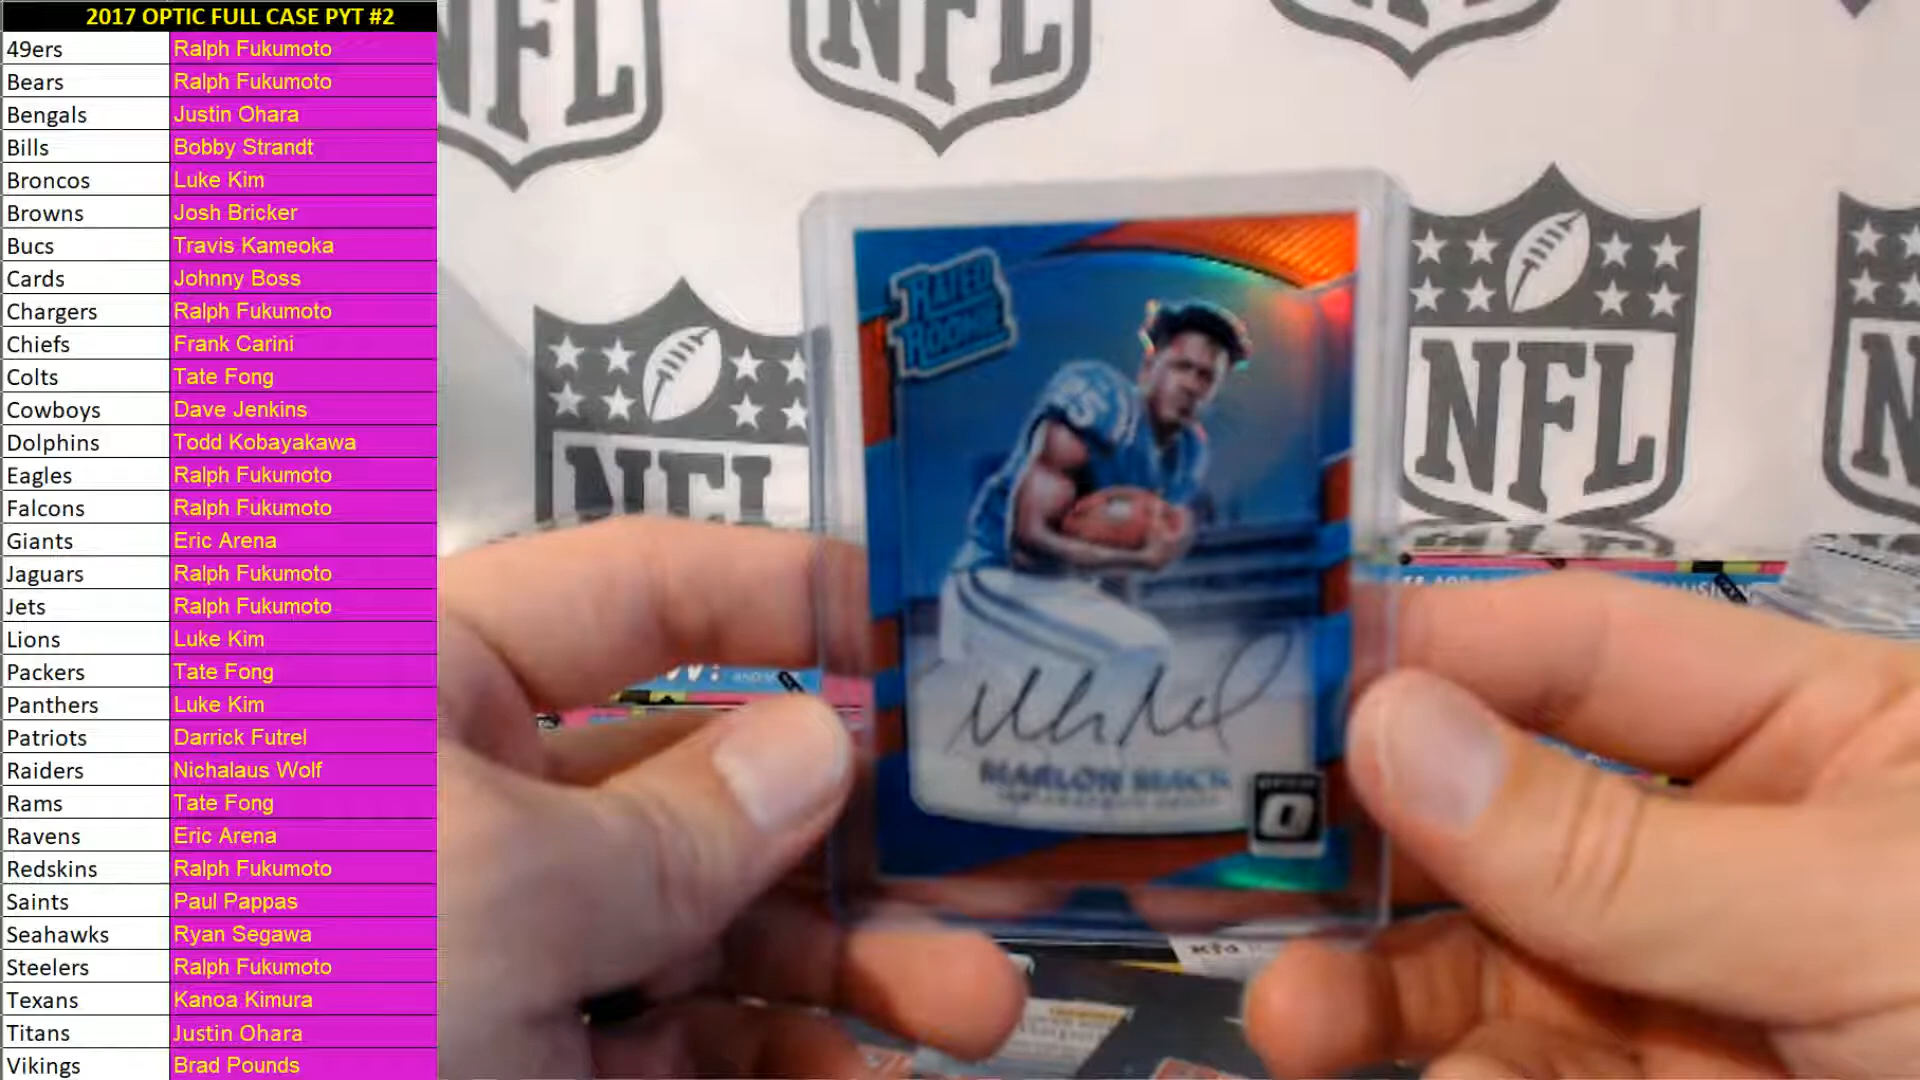 2017 OPTIC FULL CASE PYT #2
49ers Ralph Fukumoto
Bears Ralph Fukumoto
Bengals Justin Ohara
Bills Bobby Strandt
Broncos Luke Kim
Browns Josh Bricker
Bucs Travis Kameoka
Cards Johnny Boss
Chargers Ralph Fukumoto
Chiefs Frank Carini
Colts Tate Fong
Cowboys Dave Jenkins
Dolphins Todd Kobayakawa
Eagles Ralph Fukumoto
Falcons Ralph Fukumoto
Giants Eric Arena
Jaguars Ralph Fukumoto
Jets Ralph Fukumoto
Lions Luke Kim
Packers Tate Fong
Panthers Luke Kim
Patriots Darrick Futrel
Raiders Nichalaus Wolf
Rams Tate Fong
Ravens Eric Arena
Redskins Ralph Fukumoto
Saints Paul Pappas
Seahawks Ryan Segawa
Steelers Ralph Fukumoto
Texans Kanoa Kimura
Titans Justin Ohara
Vikings Brad Pounds
NFL
NFL
NFL
NFL
RATED
ROOKIE
45
MARLON MACK
OPTIC